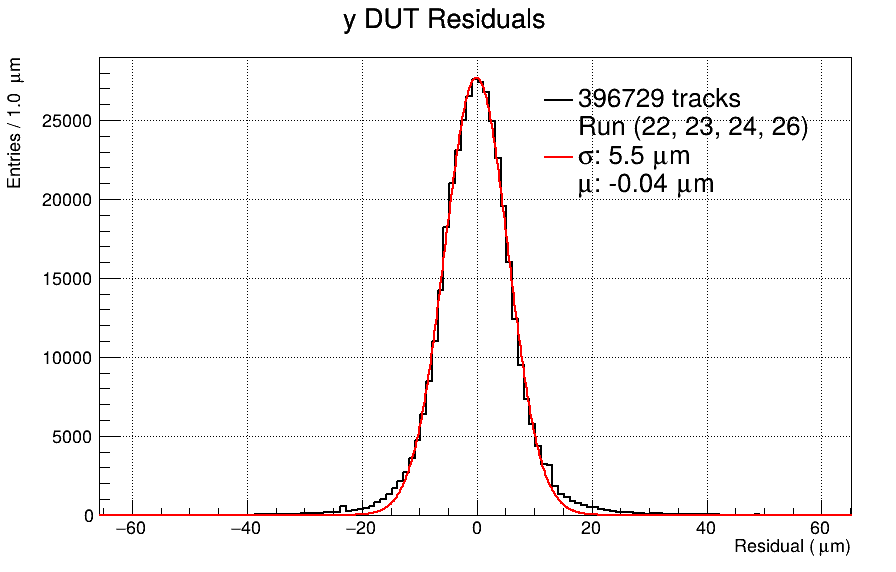 y DUT Residuals
Entries / 1.0 μm
25000
20000
15000
10000
5000
0
396729 tracks
Run (22, 23, 24, 26)
σ: 5.5 μm
μ: -0.04 μm
−60 −40 −20 0 20 40 60
Residual ( μm)